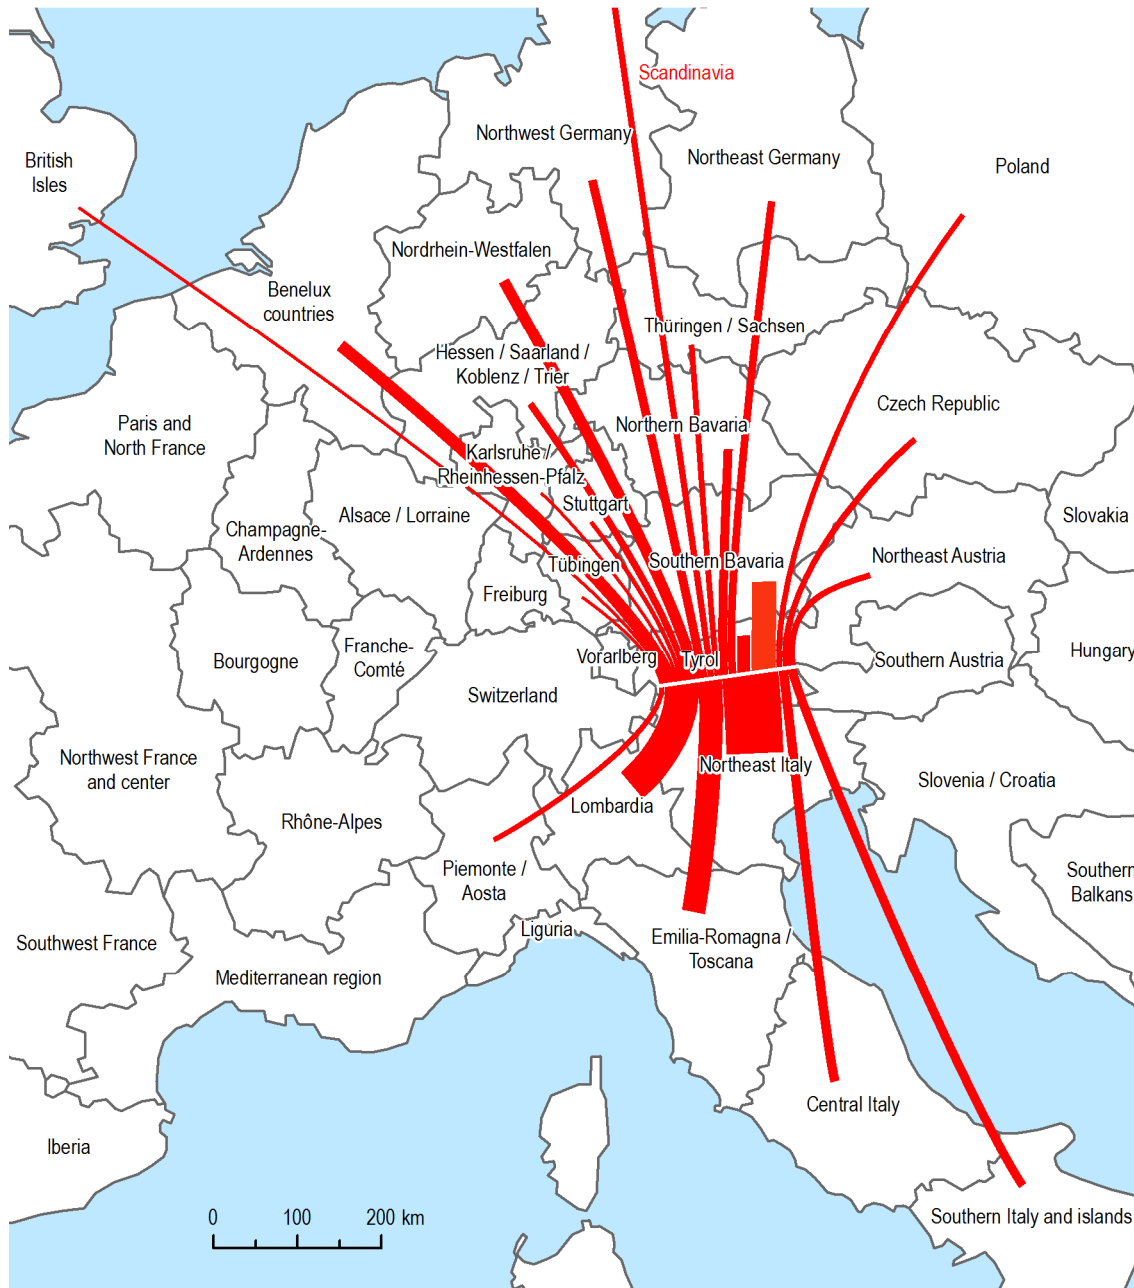 Scandinavia
Northwest Germany
Northeast Germany
British
Isles
Poland
Nordrhein-Westfalen
Benelux
countries
Thüringen / Sachsen
Hessen / Saarland /
Koblenz / Trier
Czech Republic
Paris and
North France
Northern Bavaria
Karlsruhe /
Rheinhessen-Pfalz
Stuttgart
Alsace / Lorraine
Slovakia
Champagne-
Ardennes
Northeast Austria
Southern Bavaria
Tübingen
Freiburg
Franche-
Comté
Bourgogne
Vorarlberg
Tyrol
Southern Austria
Hungary
Switzerland
Northwest France
and center
Northeast Italy
Slovenia / Croatia
Lombardia
Rhône-Alpes
Piemonte /
Aosta
Southern
Balkans
Liguria
Emilia-Romagna /
Toscana
Southwest France
Mediterranean region
Central Italy
Iberia
0 100 200 km
Southern Italy and islands